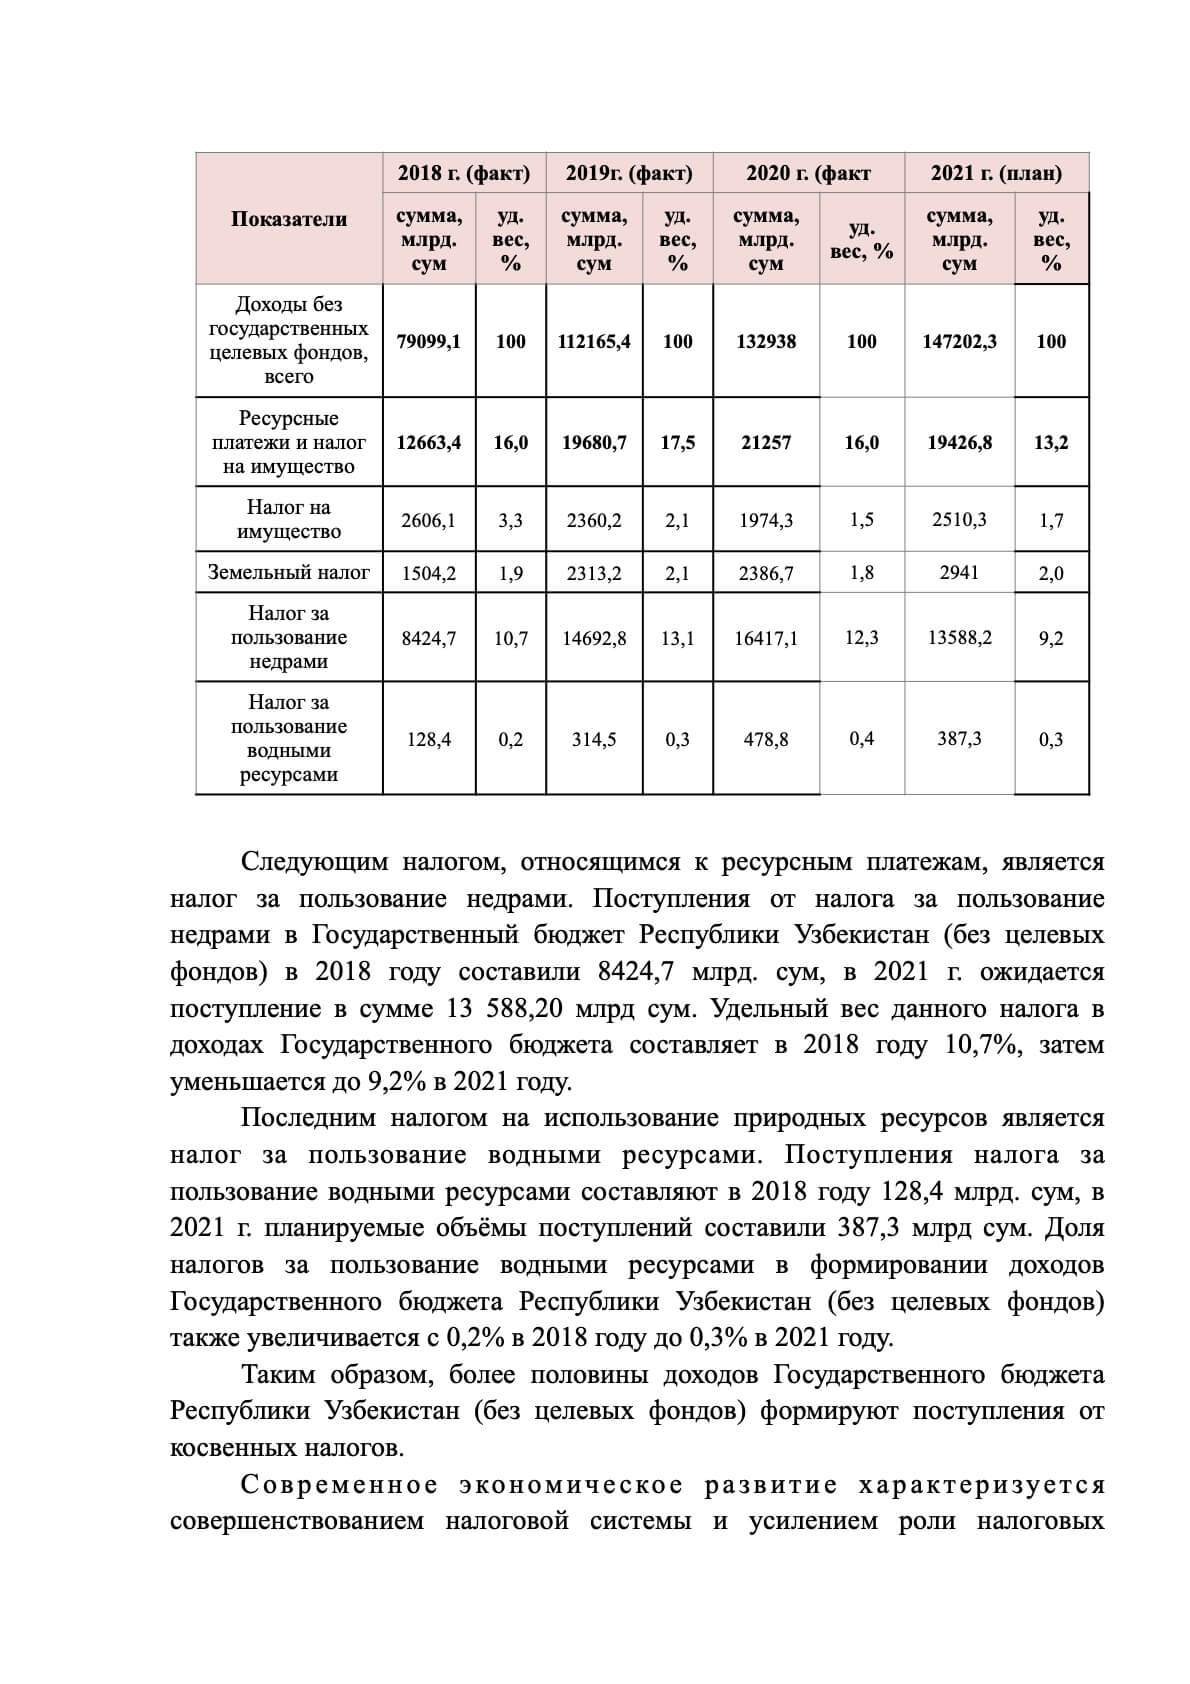 Показатели 2018 г. (факт) 2019г. (факт) 2020 г. (факт 2021 г. (план)
сумма, млрд. сум уд. вес, % сумма, млрд. сум уд. вес, % сумма, млрд. сум уд. вес, % сумма, млрд. сум уд. вес, %
Доходы без государственных целевых фондов, всего 79099,1 100 112165,4 100 132938 100 147202,3 100
Ресурсные платежи и налог на имущество 12663,4 16,0 19680,7 17,5 21257 16,0 19426,8 13,2
Налог на имущество 2606,1 3,3 2360,2 2,1 1974,3 1,5 2510,3 1,7
Земельный налог 1504,2 1,9 2313,2 2,1 2386,7 1,8 2941 2,0
Налог за пользование недрами 8424,7 10,7 14692,8 13,1 16417,1 12,3 13588,2 9,2
Налог за пользование водными ресурсами 128,4 0,2 314,5 0,3 478,8 0,4 387,3 0,3
Следующим налогом, относящимся к ресурсным платежам, является
налог за пользование недрами. Поступления от налога за пользование
недрами в Государственный бюджет Республики Узбекистан (без целевых
фондов) в 2018 году составили 8424,7 млрд. сум, в 2021 г. ожидается
поступление в сумме 13 588,20 млрд сум. Удельный вес данного налога в
доходах Государственного бюджета составляет в 2018 году 10,7%, затем
уменьшается до 9,2% в 2021 году.
Последним налогом на использование природных ресурсов является
налог за пользование водными ресурсами. Поступления налога за
пользование водными ресурсами составляют в 2018 году 128,4 млрд. сум, в
2021 г. планируемые объёмы поступлений составили 387,3 млрд сум. Доля
налогов за пользование водными ресурсами в формировании доходов
Государственного бюджета Республики Узбекистан (без целевых фондов)
также увеличивается с 0,2% в 2018 году до 0,3% в 2021 году.
Таким образом, более половины доходов Государственного бюджета
Республики Узбекистан (без целевых фондов) формируют поступления от
косвенных налогов.
Современное экономическое развитие характеризуется
совершенствованием налоговой системы и усилением роли налоговых